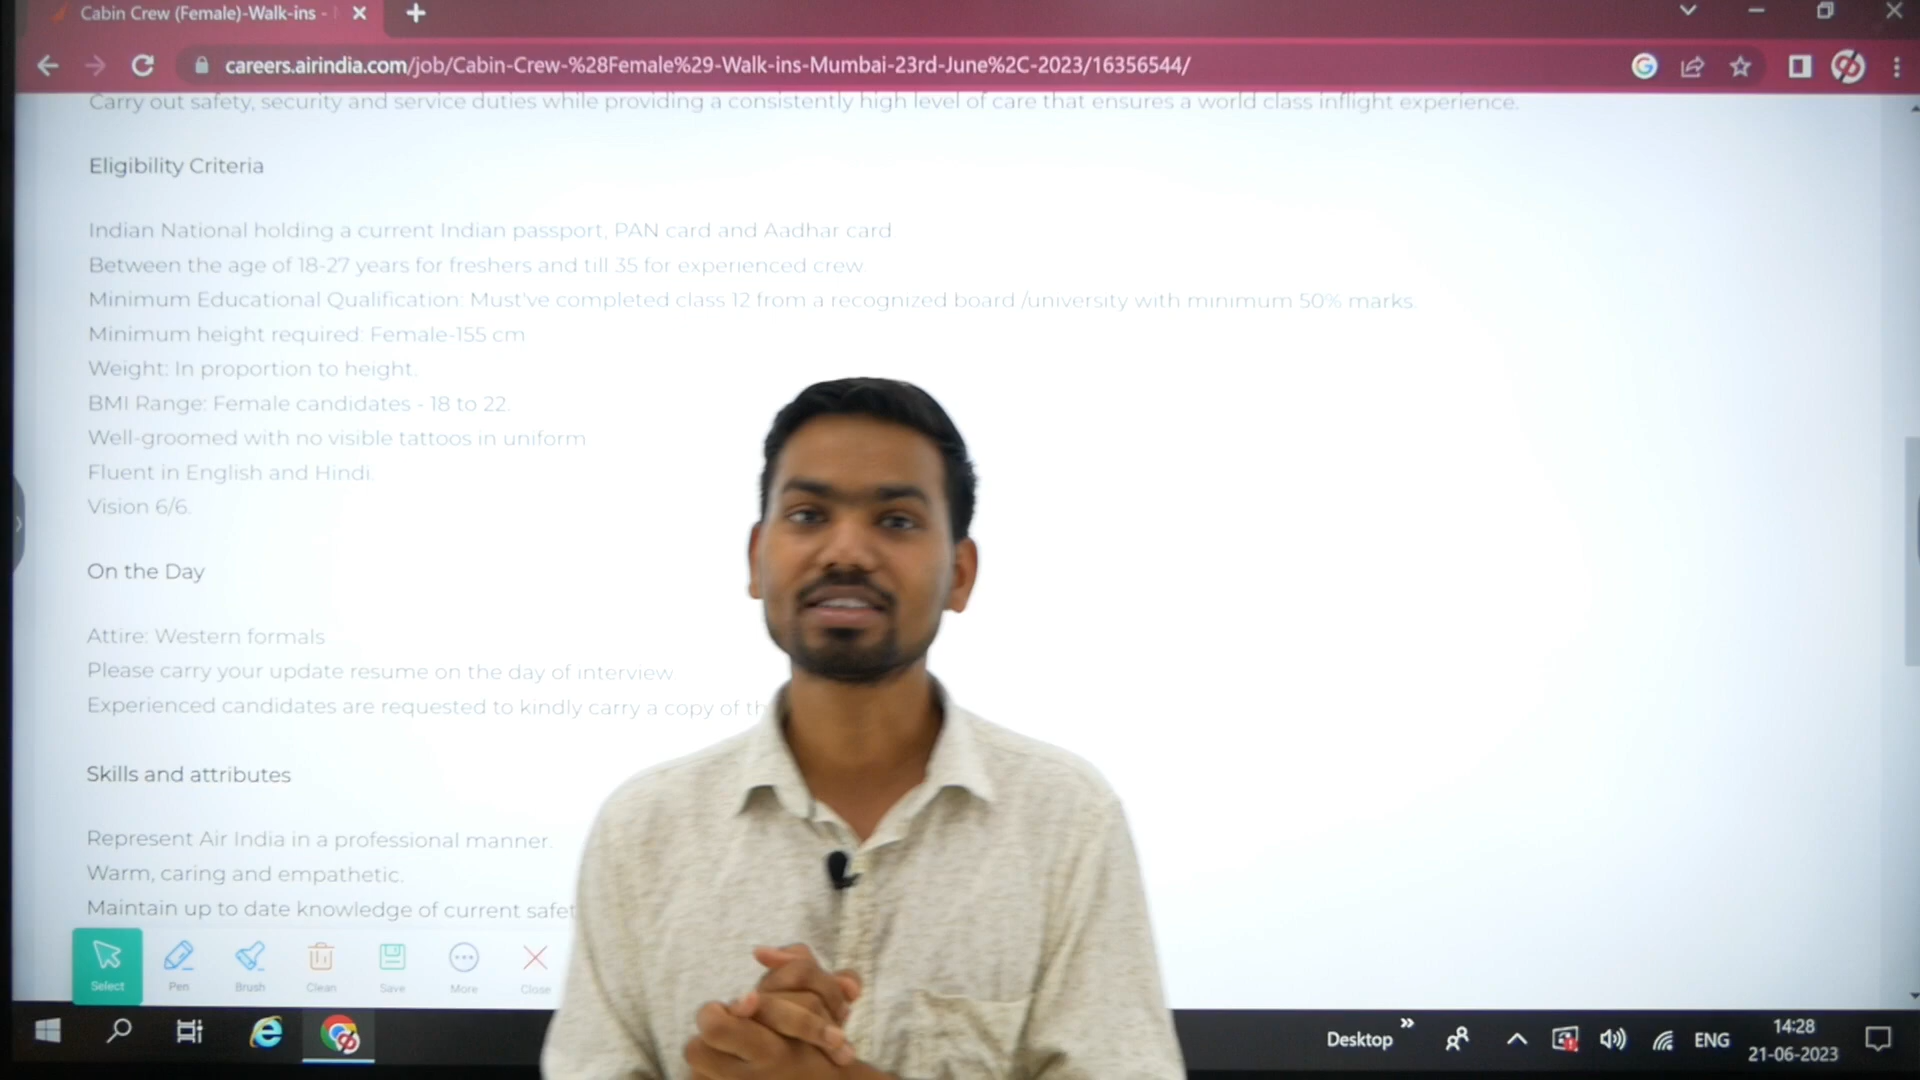 Cabin Crew (Female)-Walk-ins -
careers.airindia.com/job/Cabin-Crew-%28Female%29-Walk-ins-Mumbai-23rd-June%2C-2023/16356544/
Carry out safety, security and service duties while providing a consistently high level of care that ensures a world class inflight experience.
Eligibility Criteria
Indian National holding a current Indian passport, PAN card and Aadhar card
Between the age of 18-27 years for freshers and till 35 for experienced crew.
Minimum Educational Qualification: Must've completed class 12 from a recognized board /university with minimum 50% marks.
Minimum height required: Female-155 cm
Weight: In proportion to height.
BMI Range: Female candidates - 18 to 22.
Well-groomed with no visible tattoos in uniform
Fluent in English and Hindi.
Vision 6/6.
On the Day
Attire: Western formals
Please carry your update resume on the day of interview.
Experienced candidates are requested to kindly carry a copy of th
Skills and attributes
Represent Air India in a professional manner.
Warm, caring and empathetic.
Maintain up to date knowledge of current safet
Select Pen Brush Clean Save More Close
Desktop
ENG
14:28
21-06-2023